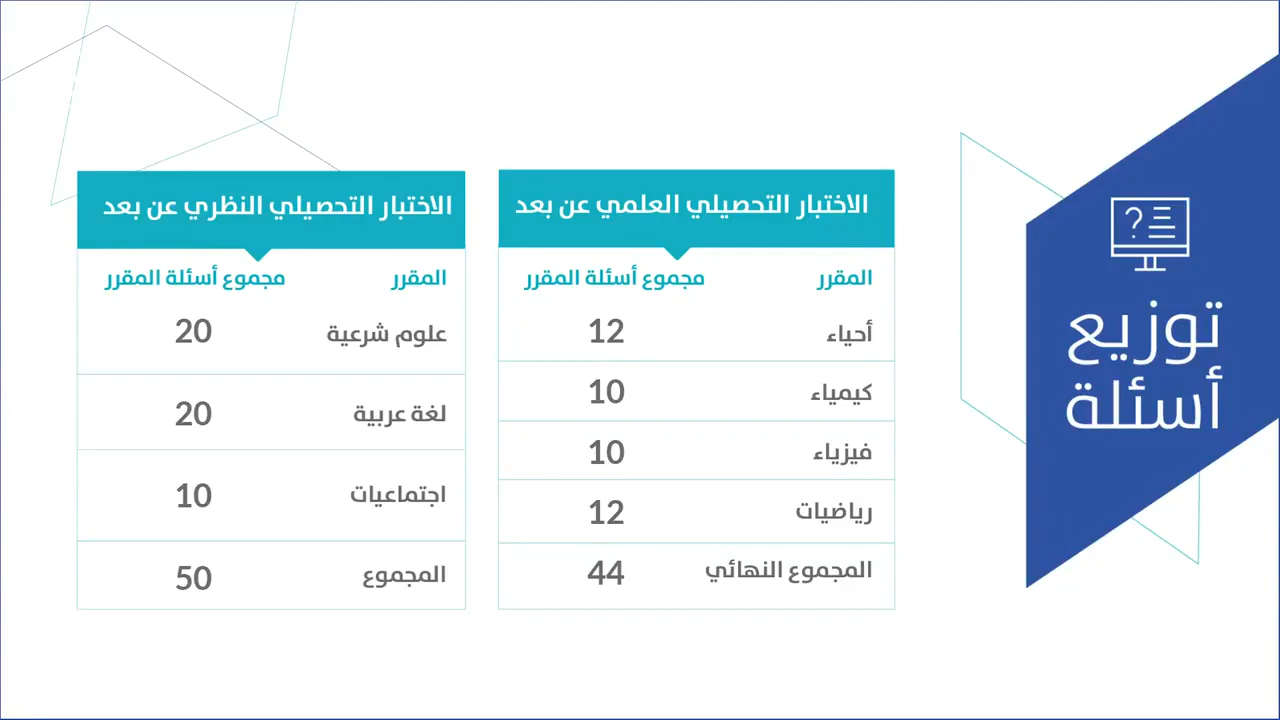 توزيع
أسئلة
الاختبار التحصيلي العلمي عن بعد
المقرر مجموع أسئلة المقرر
أحياء 12
كيمياء 10
فيزياء 10
رياضيات 12
المجموع النهائي 44
الاختبار التحصيلي النظري عن بعد
المقرر مجموع أسئلة المقرر
علوم شرعية 20
لغة عربية 20
اجتماعيات 10
المجموع 50